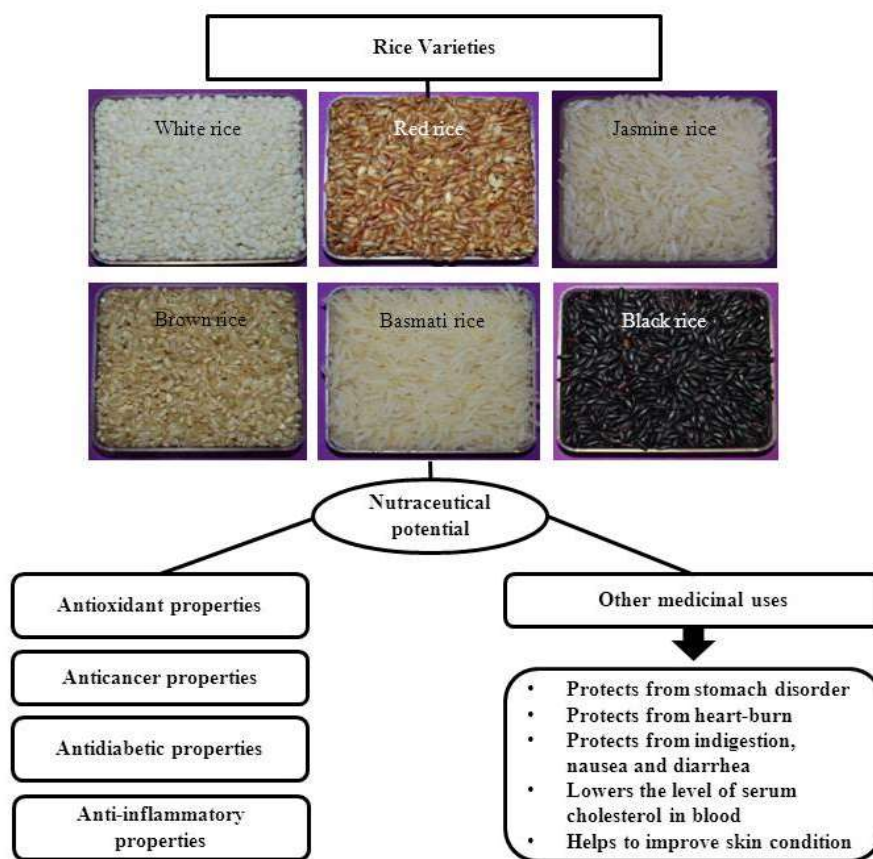 Rice Varieties
White rice
Red rice
Jasmine rice
Brown rice
Basmati rice
Black rice
Nutraceutical
potential
Antioxidant properties
Anticancer properties
Antidiabetic properties
Anti-inflammatory
properties
Other medicinal uses
• Protects from stomach disorder
• Protects from heart-burn
• Protects from indigestion,
nausea and diarrhea
• Lowers the level of serum
cholesterol in blood
• Helps to improve skin condition